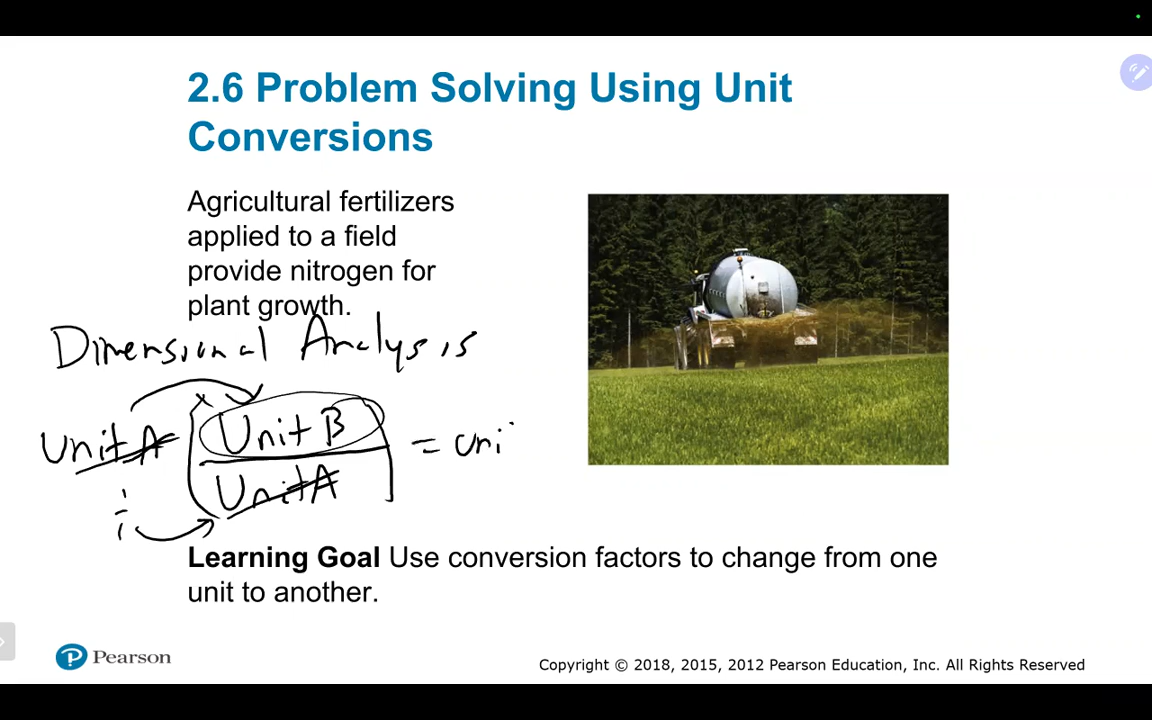 2.6 Problem Solving Using Unit
Conversions
Agricultural fertilizers
applied to a field
provide nitrogen for
plant growth.
Dimensional Analysis
Unit A Unit B = uni
Unit A
Learning Goal Use conversion factors to change from one
unit to another.
P Pearson
Copyright © 2018, 2015, 2012 Pearson Education, Inc. All Rights Reserved